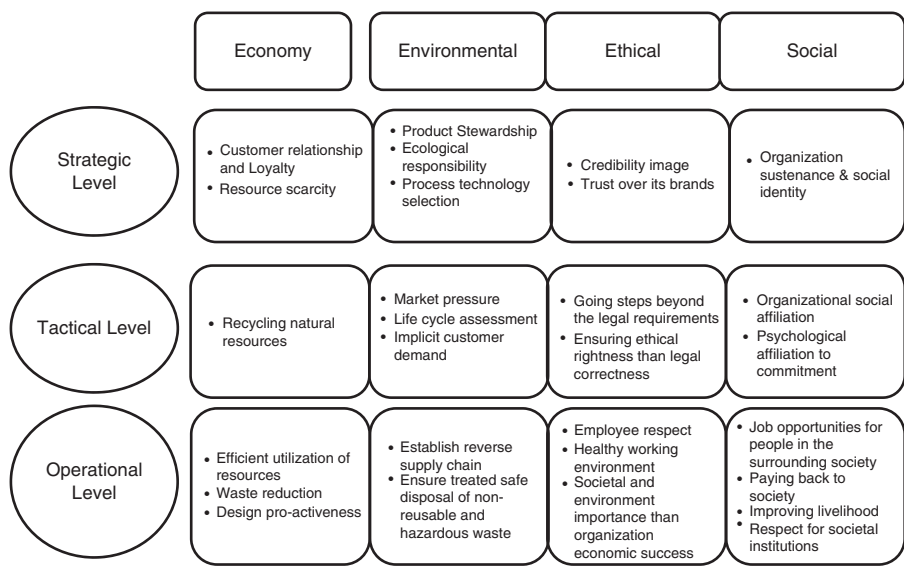 Economy
Environmental
Ethical
Social
Strategic
Level
• Customer relationship
and Loyalty
• Resource scarcity
• Product Stewardship
• Ecological
responsibility
• Process technology
selection
• Credibility image
• Trust over its brands
• Organization
sustenance & social
identity
Tactical Level
• Recycling natural
resources
• Market pressure
• Life cycle assessment
• Implicit customer
demand
• Going steps beyond
the legal requirements
• Ensuring ethical
rightness than legal
correctness
• Organizational social
affiliation
• Psychological
affiliation to
commitment
Operational
Level
• Efficient utilization of
resources
• Waste reduction
• Design pro-activeness
• Establish reverse
supply chain
• Ensure treated safe
disposal of non-
reusable and
hazardous waste
• Employee respect
• Healthy working
environment
• Societal and
environment
importance than
organization
economic success
• Job opportunities for
people in the
surrounding society
• Paying back to
society
• Improving livelihood
• Respect for societal
institutions